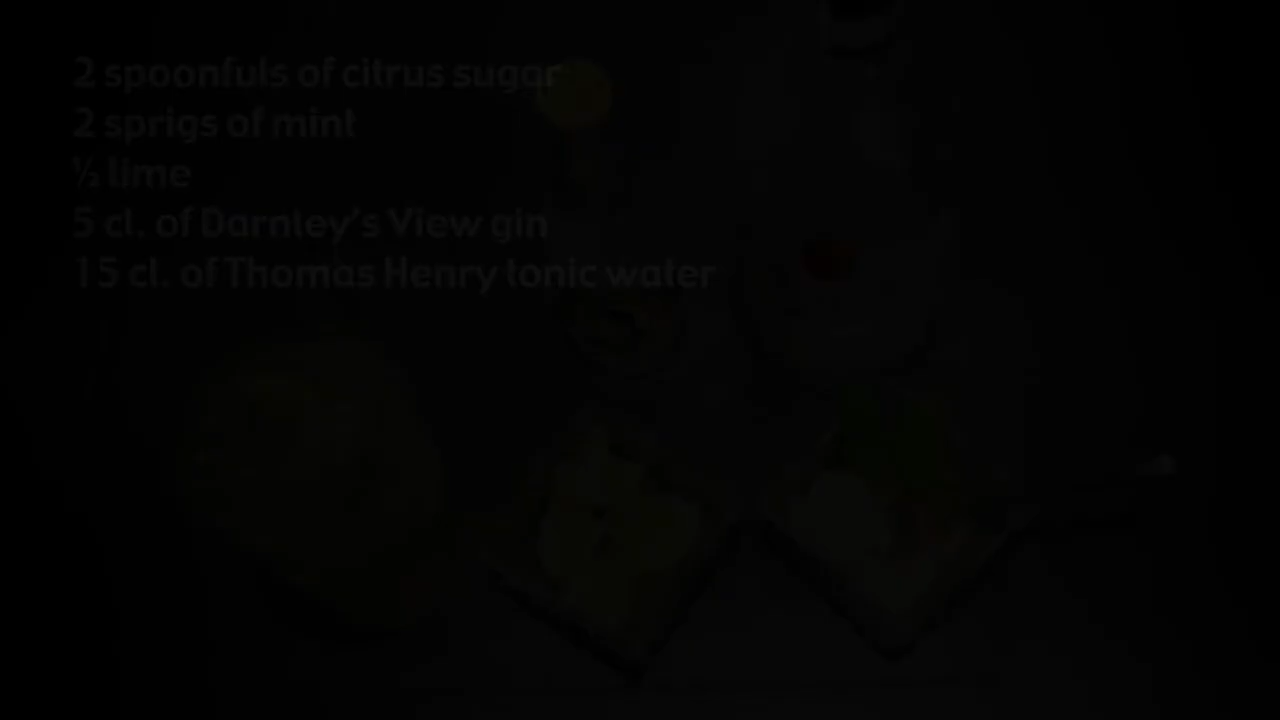 2 spoonfuls of citrus sugar
2 sprigs of mint
½ lime
5 cl. of Darnley's View gin
15 cl. of Thomas Henry tonic water